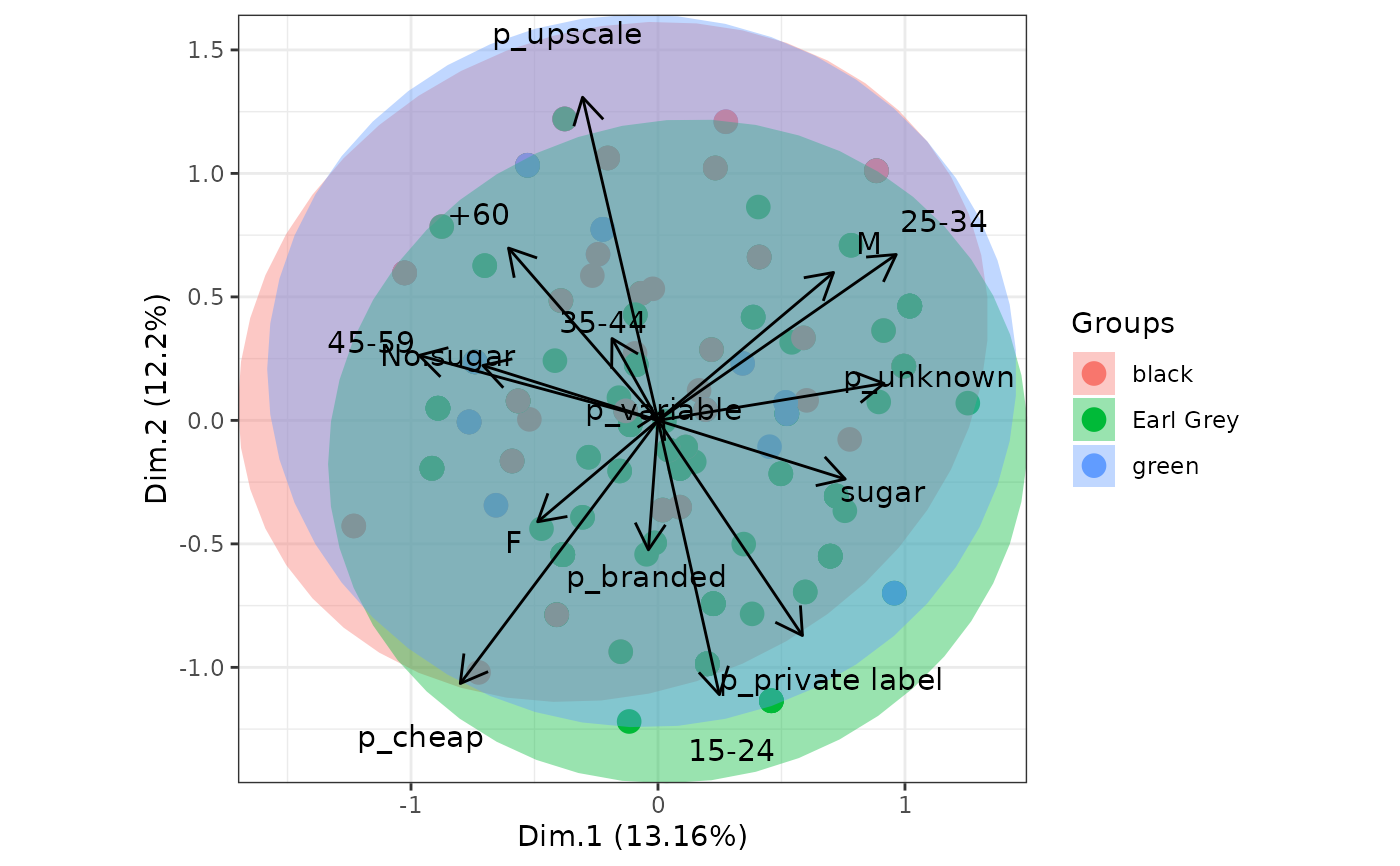 p_upscale
1.5
1.0
+60
25-34
M
0.5
35-44
45-59
No.sugar
p_unknown
p_variable
0.0
sugar
-0.5
F
p_branded
-1.0
p_private label
p_cheap
15-24
-1
0
1
Dim.1 (13.16%)
Dim.2 (12.2%)
Groups
black
Earl Grey
green